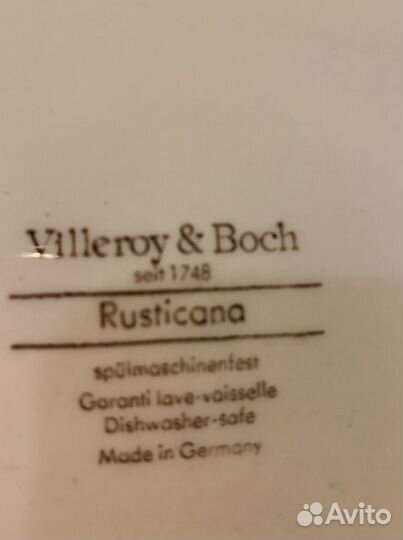 Villeroy & Boch
seit 1748
Rusticana
spülmaschinenfest
Garanti lave-vaisselle
Dishwasher-safe
Made in Germany
Avito